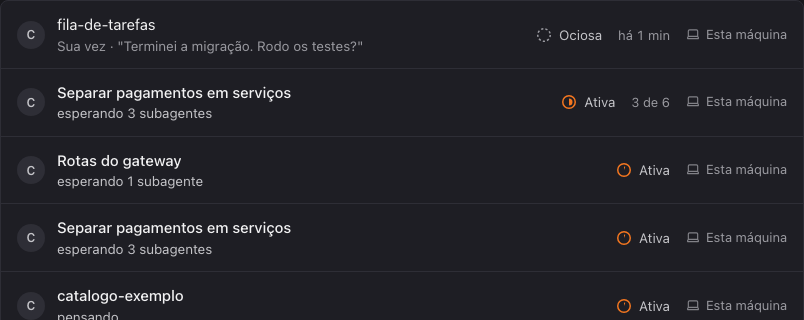 C
fila-de-tarefas
Sua vez · "Terminei a migração. Rodo os testes?"
Ociosa há 1 min Esta máquina
C
Separar pagamentos em serviços
esperando 3 subagentes
Ativa 3 de 6 Esta máquina
C
Rotas do gateway
esperando 1 subagente
Ativa Esta máquina
C
Separar pagamentos em serviços
esperando 3 subagentes
Ativa Esta máquina
C
catalogo-exemplo
pensando
Ativa Esta máquina